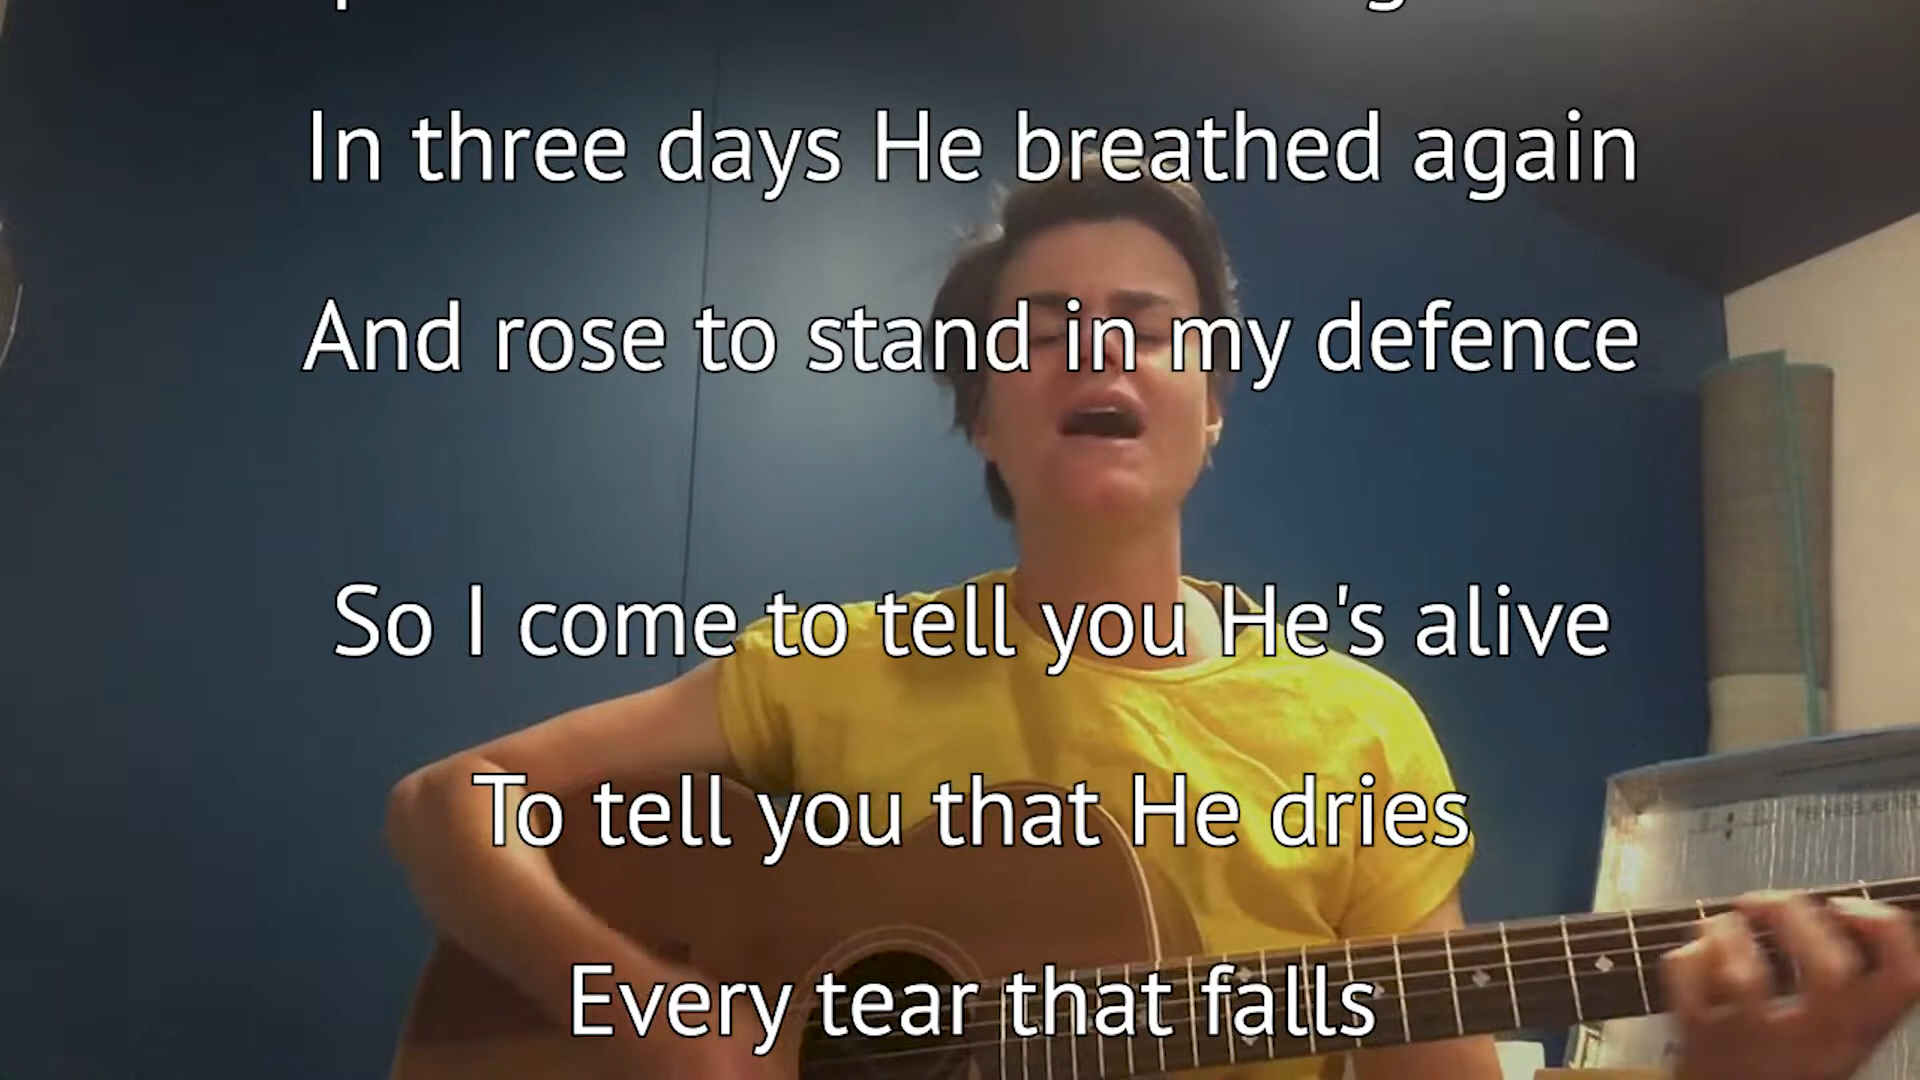 In three days He breathed again
And rose to stand in my defence
So I come to tell you He's alive
To tell you that He dries
Every tear that falls